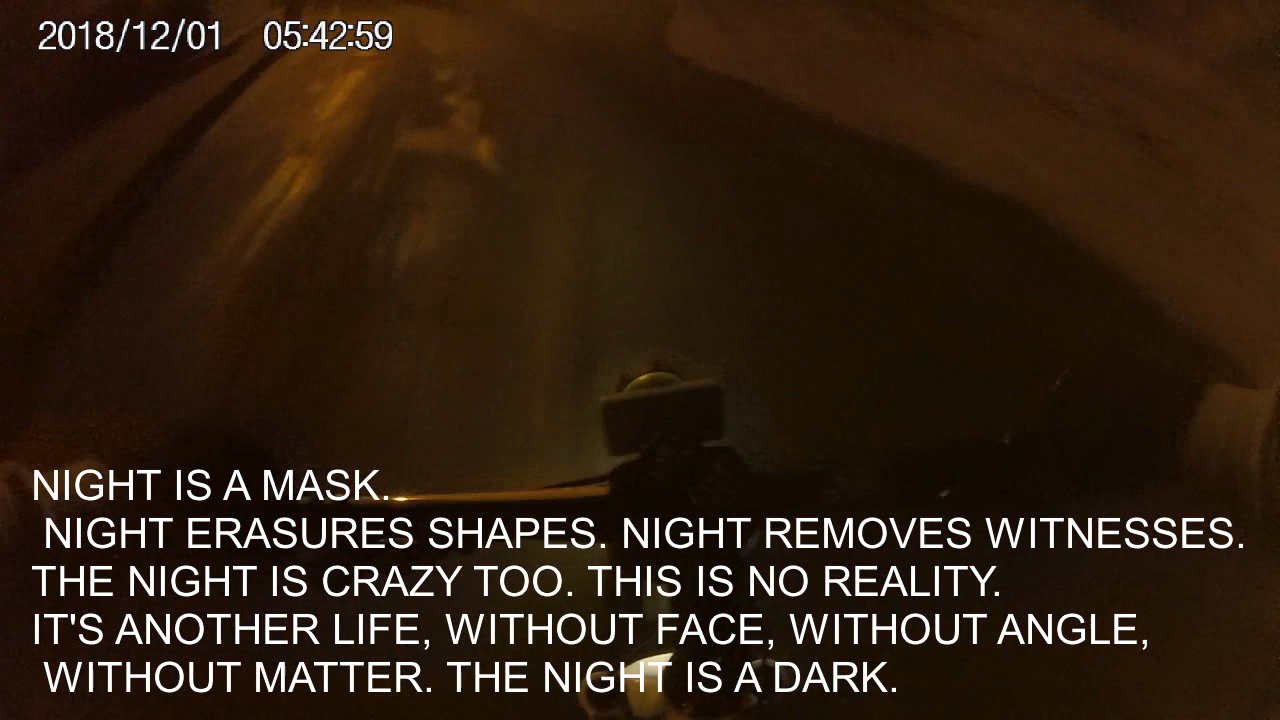 2018/12/01 05:42:59
NIGHT IS A MASK.
NIGHT ERASURES SHAPES. NIGHT REMOVES WITNESSES.
THE NIGHT IS CRAZY TOO. THIS IS NO REALITY.
IT'S ANOTHER LIFE, WITHOUT FACE, WITHOUT ANGLE,
WITHOUT MATTER. THE NIGHT IS A DARK.